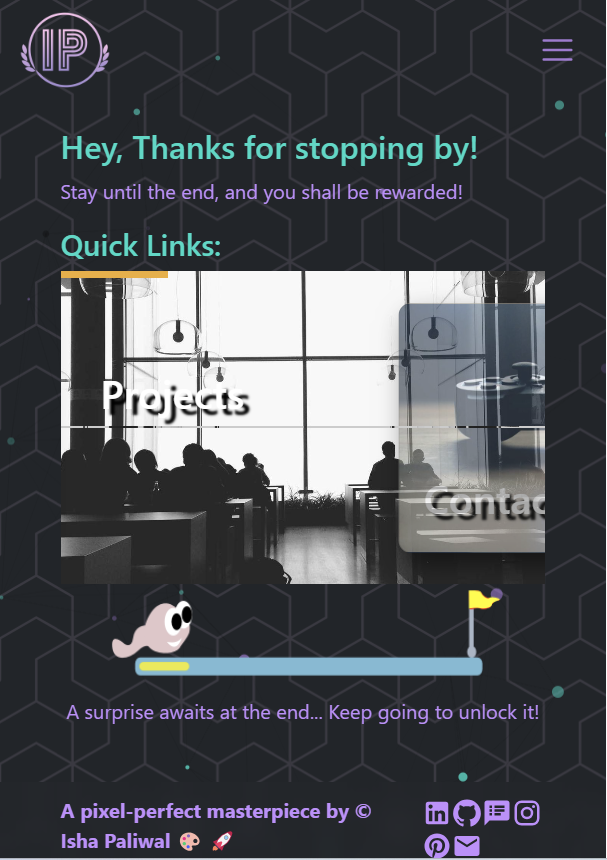 IP
Hey, Thanks for stopping by!
Stay until the end, and you shall be rewarded!
Quick Links:
Projects
A surprise awaits at the end... Keep going to unlock it!
A pixel-perfect masterpiece by ©
Isha Paliwal 🎨 🚀
in